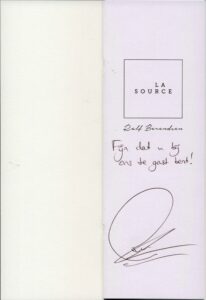 LA
SOURCE
Ralf Berendsen
Fijn dat u bij
ons te gast bent!